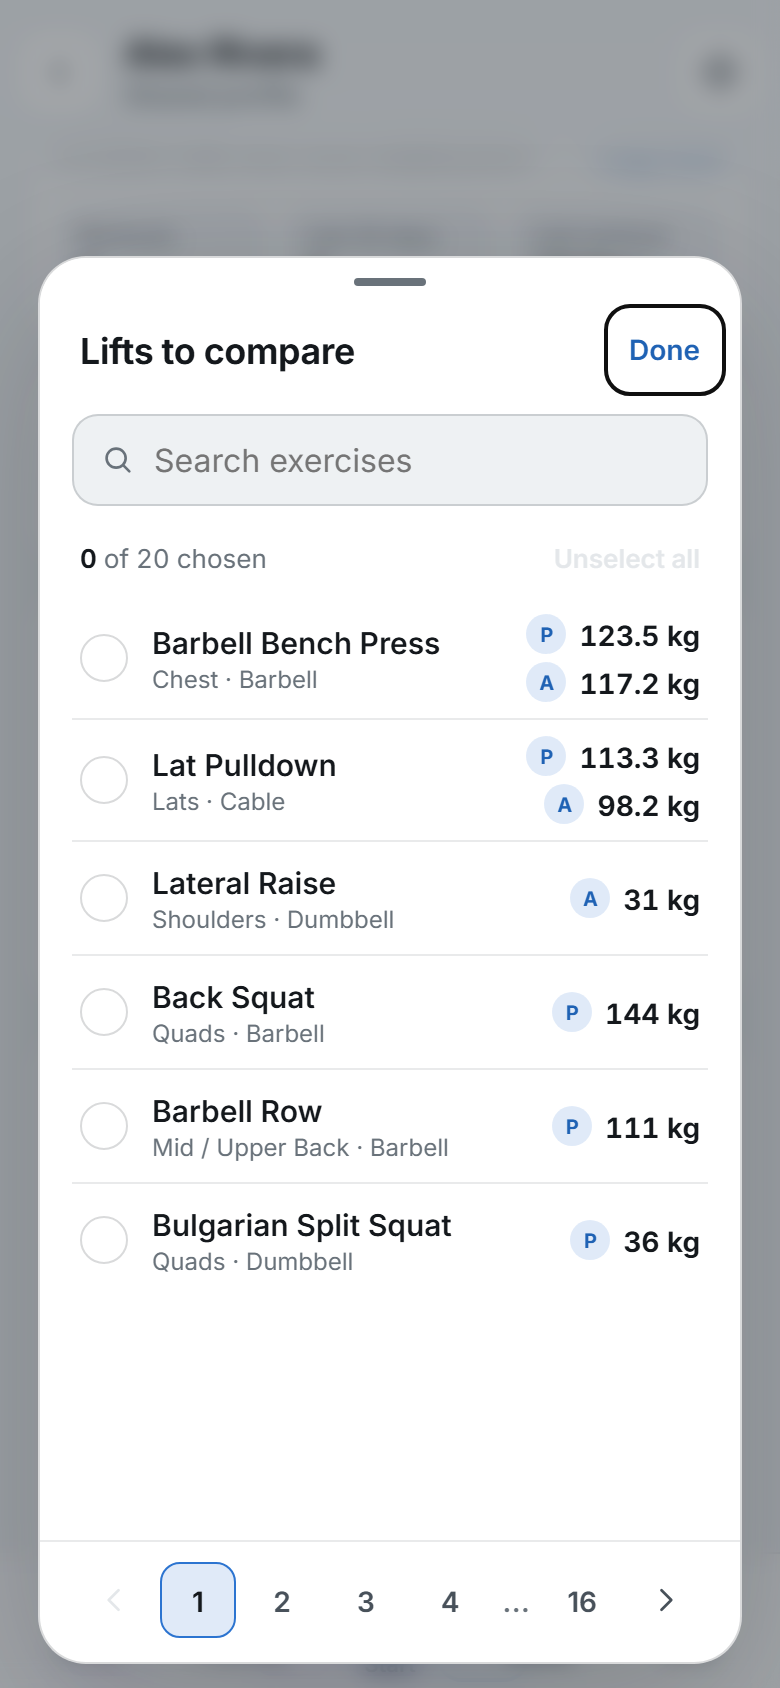 Lifts to compare
Done
Search exercises
0 of 20 chosen
Unselect all
Barbell Bench Press
Chest · Barbell
P 123.5 kg
A 117.2 kg
Lat Pulldown
Lats · Cable
P 113.3 kg
A 98.2 kg
Lateral Raise
Shoulders · Dumbbell
A 31 kg
Back Squat
Quads · Barbell
P 144 kg
Barbell Row
Mid / Upper Back · Barbell
P 111 kg
Bulgarian Split Squat
Quads · Dumbbell
P 36 kg
1 2 3 4 ... 16